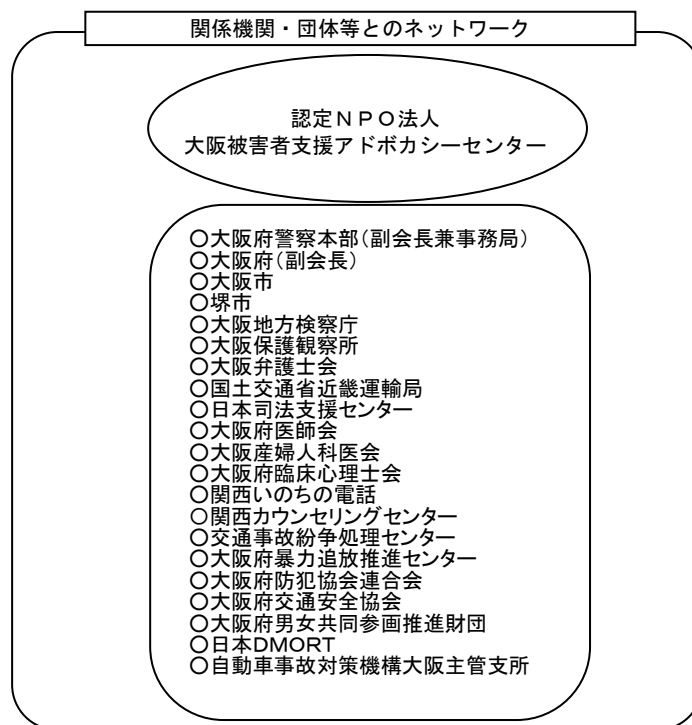 関係機関・団体等とのネットワーク
認定ＮＰＯ法人
大阪被害者支援アドボカシーセンター
○大阪府警察本部（副会長兼事務局）
○大阪府（副会長）
○大阪市
○堺市
○大阪地方検察庁
○大阪保護観察所
○大阪弁護士会
○国土交通省近畿運輸局
○日本司法支援センター
○大阪府医師会
○大阪産婦人科医会
○大阪府臨床心理士会
○関西いのちの電話
○関西カウンセリングセンター
○交通事故紛争処理センター
○大阪府暴力追放推進センター
○大阪府防犯協会連合会
○大阪府交通安全協会
○大阪府男女共同参画推進財団
○日本DMORT
○自動車事故対策機構大阪主管支所